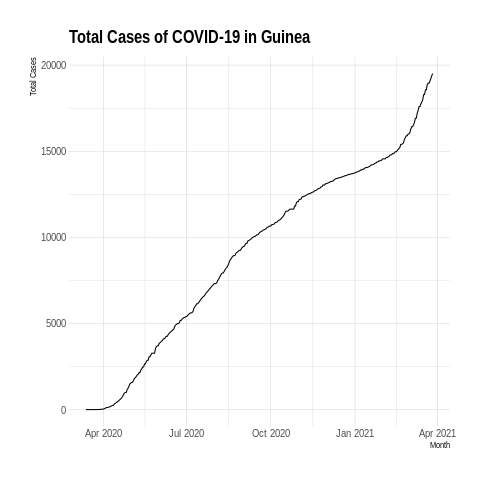 Total Cases of COVID-19 in Guinea
Total Cases
20000
15000
10000
5000
0
Apr 2020
Jul 2020
Oct 2020
Jan 2021
Apr 2021
Month